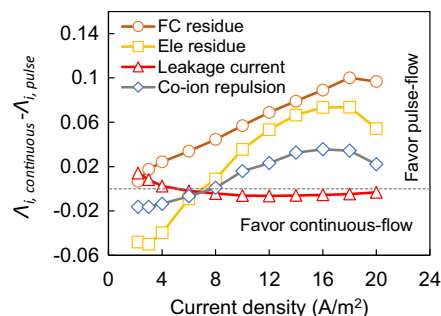 FC residue
Ele residue
Leakage current
Co-ion repulsion
0.14
0.1
0.06
0.02
-0.02
-0.06
Λi, continuous -Λi, pulse
Favor pulse-flow
Favor continuous-flow
0 4 8 12 16 20 24
Current density (A/m²)